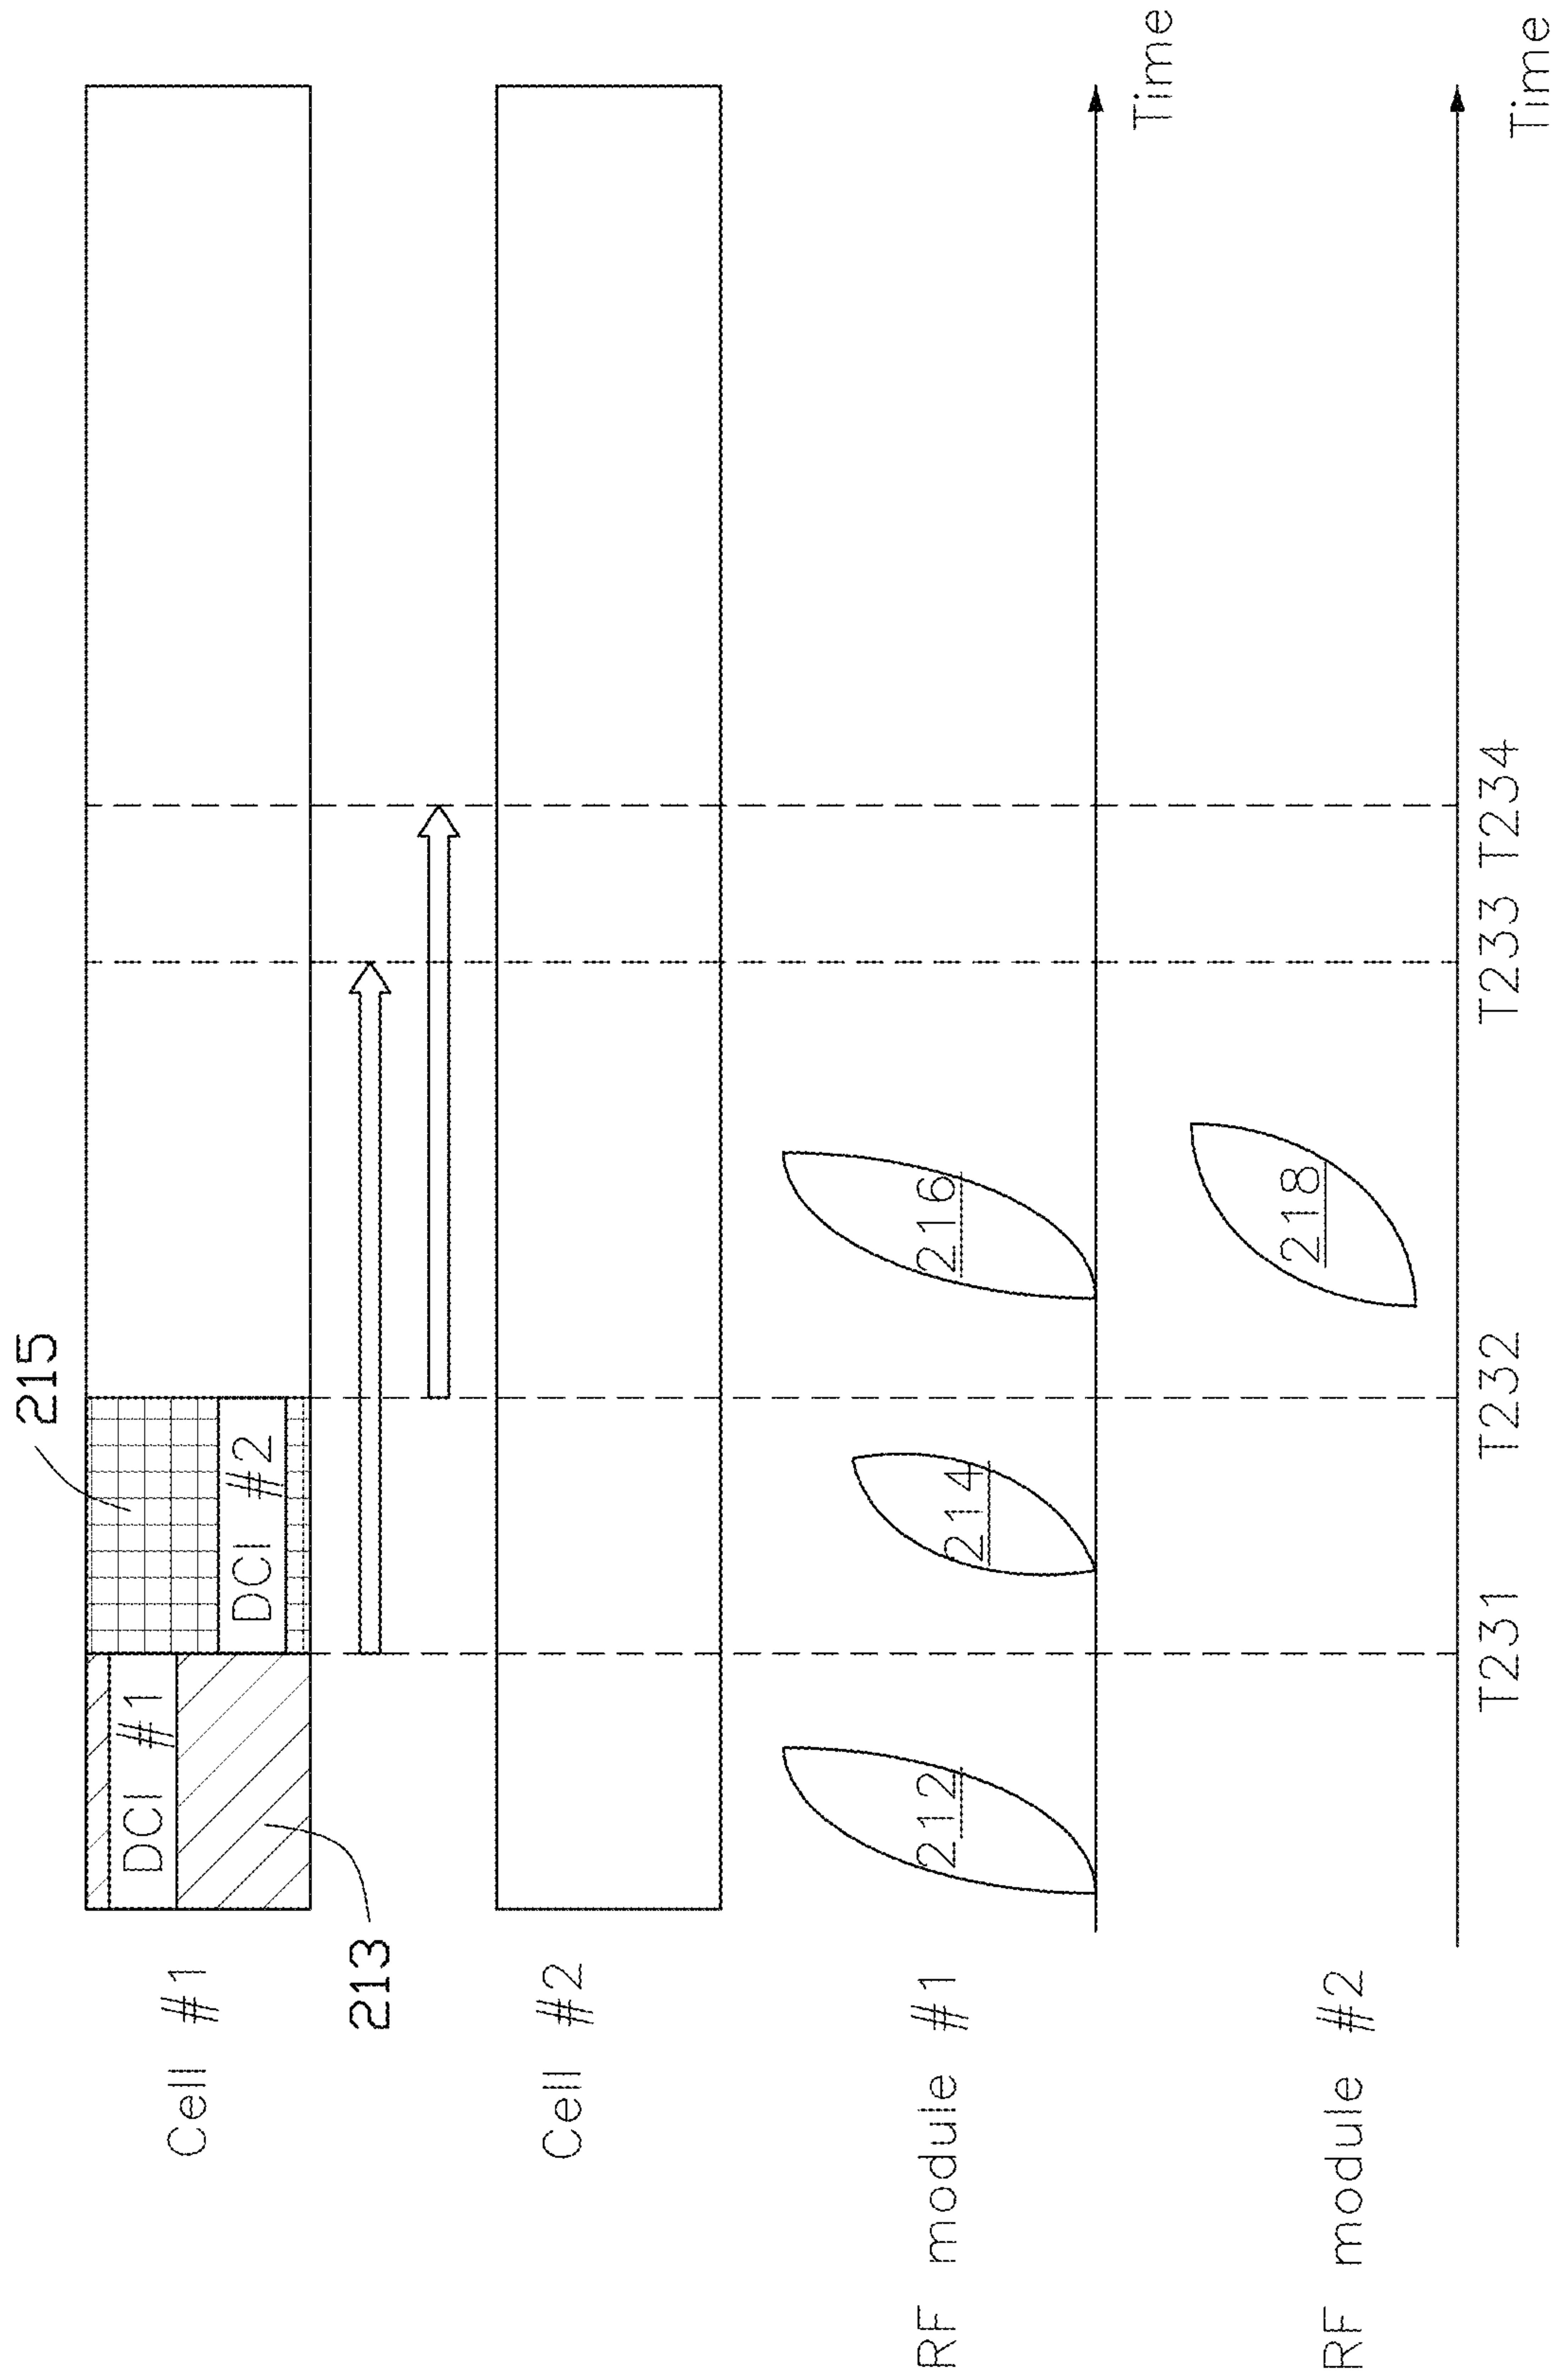 215
Cell #1
DCI #1
DCI #2
213
Cell #2
RF module #1
212
214
216
Time
RF module #2
218
T231
T232
T233
T234
Time